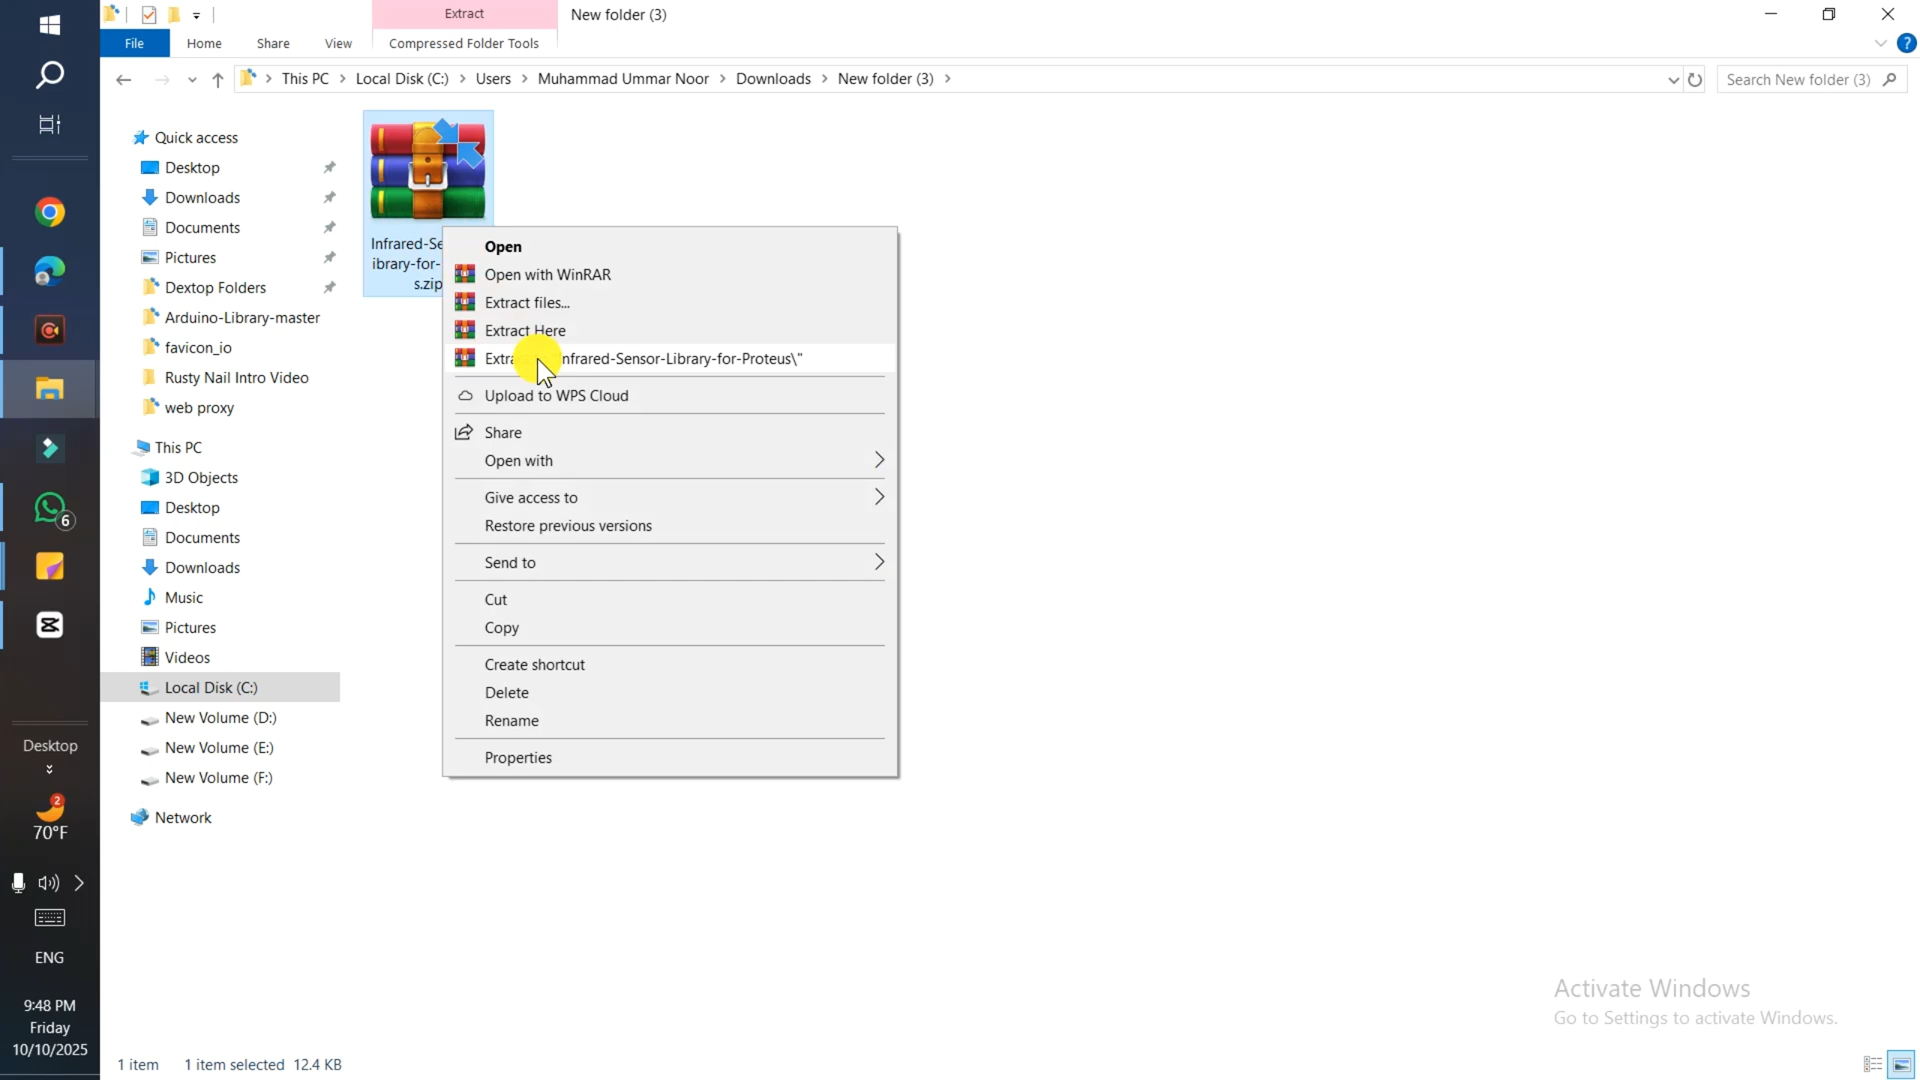 Extract
New folder (3)
File
Home
Share
View
Compressed Folder Tools
?
This PC
Local Disk (C:)
Users
Muhammad Ummar Noor
Downloads
New folder (3)
Search New folder (3)
Quick access
Desktop
Downloads
Documents
Pictures
Dextop Folders
Arduino-Library-master
favicon_io
Rusty Nail Intro Video
web proxy
This PC
3D Objects
Desktop
Documents
Downloads
Music
Pictures
Videos
Local Disk (C:)
New Volume (D:)
New Volume (E:)
New Volume (F:)
Network
Infrared-Se
ibrary-for-
s.zip
Open
Open with WinRAR
Extract files...
Extract Here
nfrared-Sensor-Library-for-Proteus\"
Upload to WPS Cloud
Share
Open with
Give access to
Restore previous versions
Send to
Cut
Copy
Create shortcut
Delete
Rename
Properties
6
Desktop
2
70°F
ENG
9:48 PM
Friday
10/10/2025
Activate Windows
Go to Settings to activate Windows.
1 item
1 item selected 12.4 KB